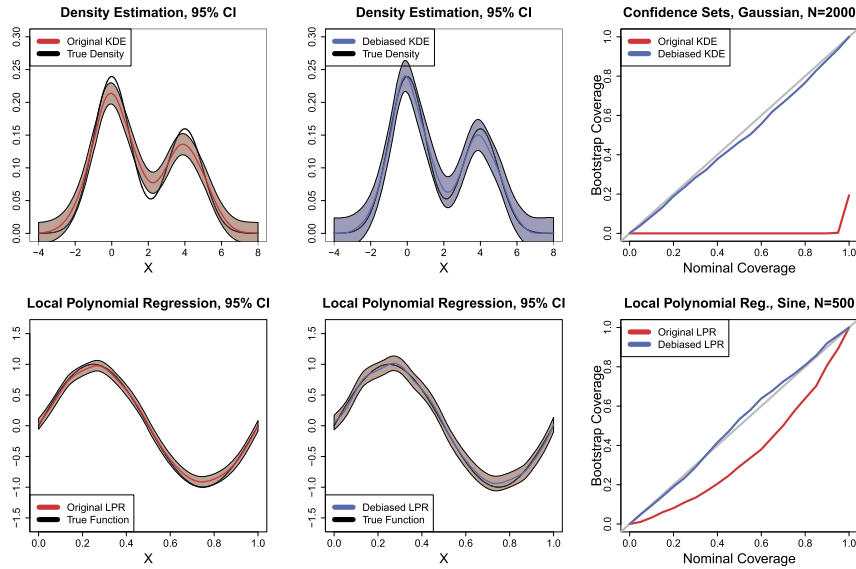 Density Estimation, 95% CI
Original KDE
True Density
0.00 0.05 0.10 0.15 0.20 0.25 0.30
−4 −2 0 2 4 6 8
X
Density Estimation, 95% CI
Debiased KDE
True Density
0.00 0.05 0.10 0.15 0.20 0.25 0.30
−4 −2 0 2 4 6 8
X
Confidence Sets, Gaussian, N=2000
Original KDE
Debiased KDE
Bootstrap Coverage
0.0 0.2 0.4 0.6 0.8 1.0
0.0 0.2 0.4 0.6 0.8 1.0
Nominal Coverage
Local Polynomial Regression, 95% CI
Original LPR
True Function
−1.5 −1.0 −0.5 0.0 0.5 1.0 1.5
0.0 0.2 0.4 0.6 0.8 1.0
X
Local Polynomial Regression, 95% CI
Debiased LPR
True Function
−1.5 −1.0 −0.5 0.0 0.5 1.0 1.5
0.0 0.2 0.4 0.6 0.8 1.0
X
Local Polynomial Reg., Sine, N=500
Original LPR
Debiased LPR
Bootstrap Coverage
0.0 0.2 0.4 0.6 0.8 1.0
0.0 0.2 0.4 0.6 0.8 1.0
Nominal Coverage